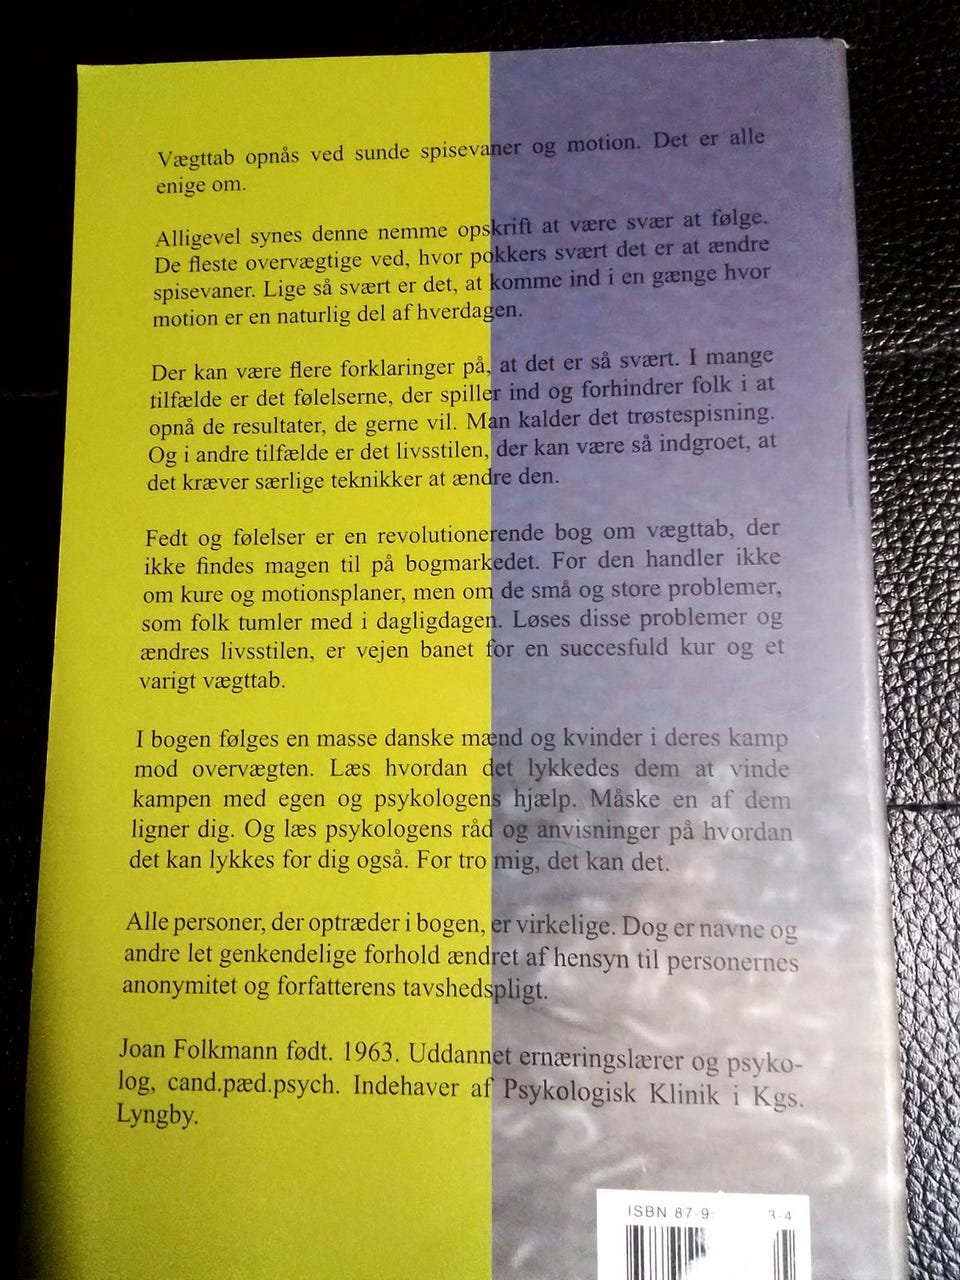 Vægttab opnås ved sunde spisevaner og motion. Det er alle
enige om.
Alligevel synes denne nemme opskrift at være svær at følge.
De fleste overvægtige ved, hvor pokkers svært det er at ændre
spisevaner. Lige så svært er det, at komme ind i en gænge hvor
motion er en naturlig del af hverdagen.
Der kan være flere forklaringer på, at det er så svært. I mange
tilfælde er det følelserne, der spiller ind og forhindrer folk i at
opnå de resultater, de gerne vil. Man kalder det trøstespisning.
Og i andre tilfælde er det livsstilen, der kan være så indgroet, at
det kræver særlige teknikker at ændre den.
Fedt og følelser er en revolutionerende bog om vægttab, der
ikke findes magen til på bogmarkedet. For den handler ikke
om kure og motionsplaner, men om de små og store problemer,
som folk tumler med i dagligdagen. Løses disse problemer og
ændres livsstilen, er vejen banet for en succesfuld kur og et
varigt vægttab.
I bogen følges en masse danske mænd og kvinder i deres kamp
mod overvægten. Læs hvordan det lykkedes dem at vinde
kampen med egen og psykologens hjælp. Måske en af dem
ligner dig. Og læs psykologens råd og anvisninger på hvordan
det kan lykkes for dig også. For tro mig, det kan det.
Alle personer, der optræder i bogen, er virkelige. Dog er navne og
andre let genkendelige forhold ændret af hensyn til personernes
anonymitet og forfatterens tavshedspligt.
Joan Folkmann født. 1963. Uddannet ernæringslærer og psyko-
log, cand.pæd.psych. Indehaver af Psykologisk Klinik i Kgs.
Lyngby.
ISBN 87-9 3-4